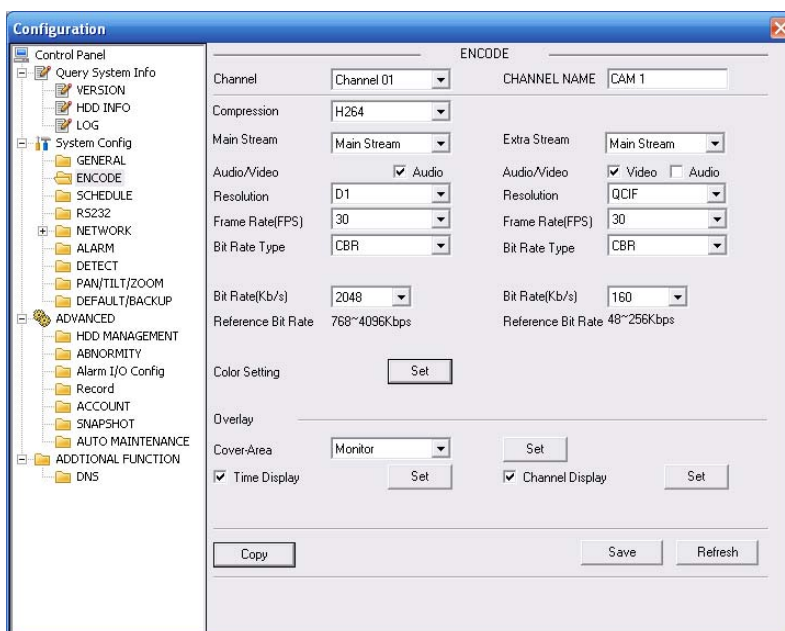 Configuration
Control Panel
Query System Info
VERSION
HDD INFO
LOG
System Config
GENERAL
ENCODE
SCHEDULE
RS232
NETWORK
ALARM
DETECT
PAN/TILT/ZOOM
DEFAULT/BACKUP
ADVANCED
HDD MANAGEMENT
ABNORMITY
Alarm I/O Config
Record
ACCOUNT
SNAPSHOT
AUTO MAINTENANCE
ADDTIONAL FUNCTION
DNS
ENCODE
Channel Channel 01 CHANNEL NAME CAM 1
Compression H264
Main Stream Main Stream Extra Stream Main Stream
Audio/Video Audio Audio/Video Video Audio
Resolution D1 Resolution QCIF
Frame Rate(FPS) 30 Frame Rate(FPS) 30
Bit Rate Type CBR Bit Rate Type CBR
Bit Rate(Kb/s) 2048 Bit Rate(Kb/s) 160
Reference Bit Rate 768~4096Kbps Reference Bit Rate 48~256Kbps
Color Setting Set
Overlay
Cover-Area Monitor Set
Time Display Set Channel Display Set
Copy Save Refresh